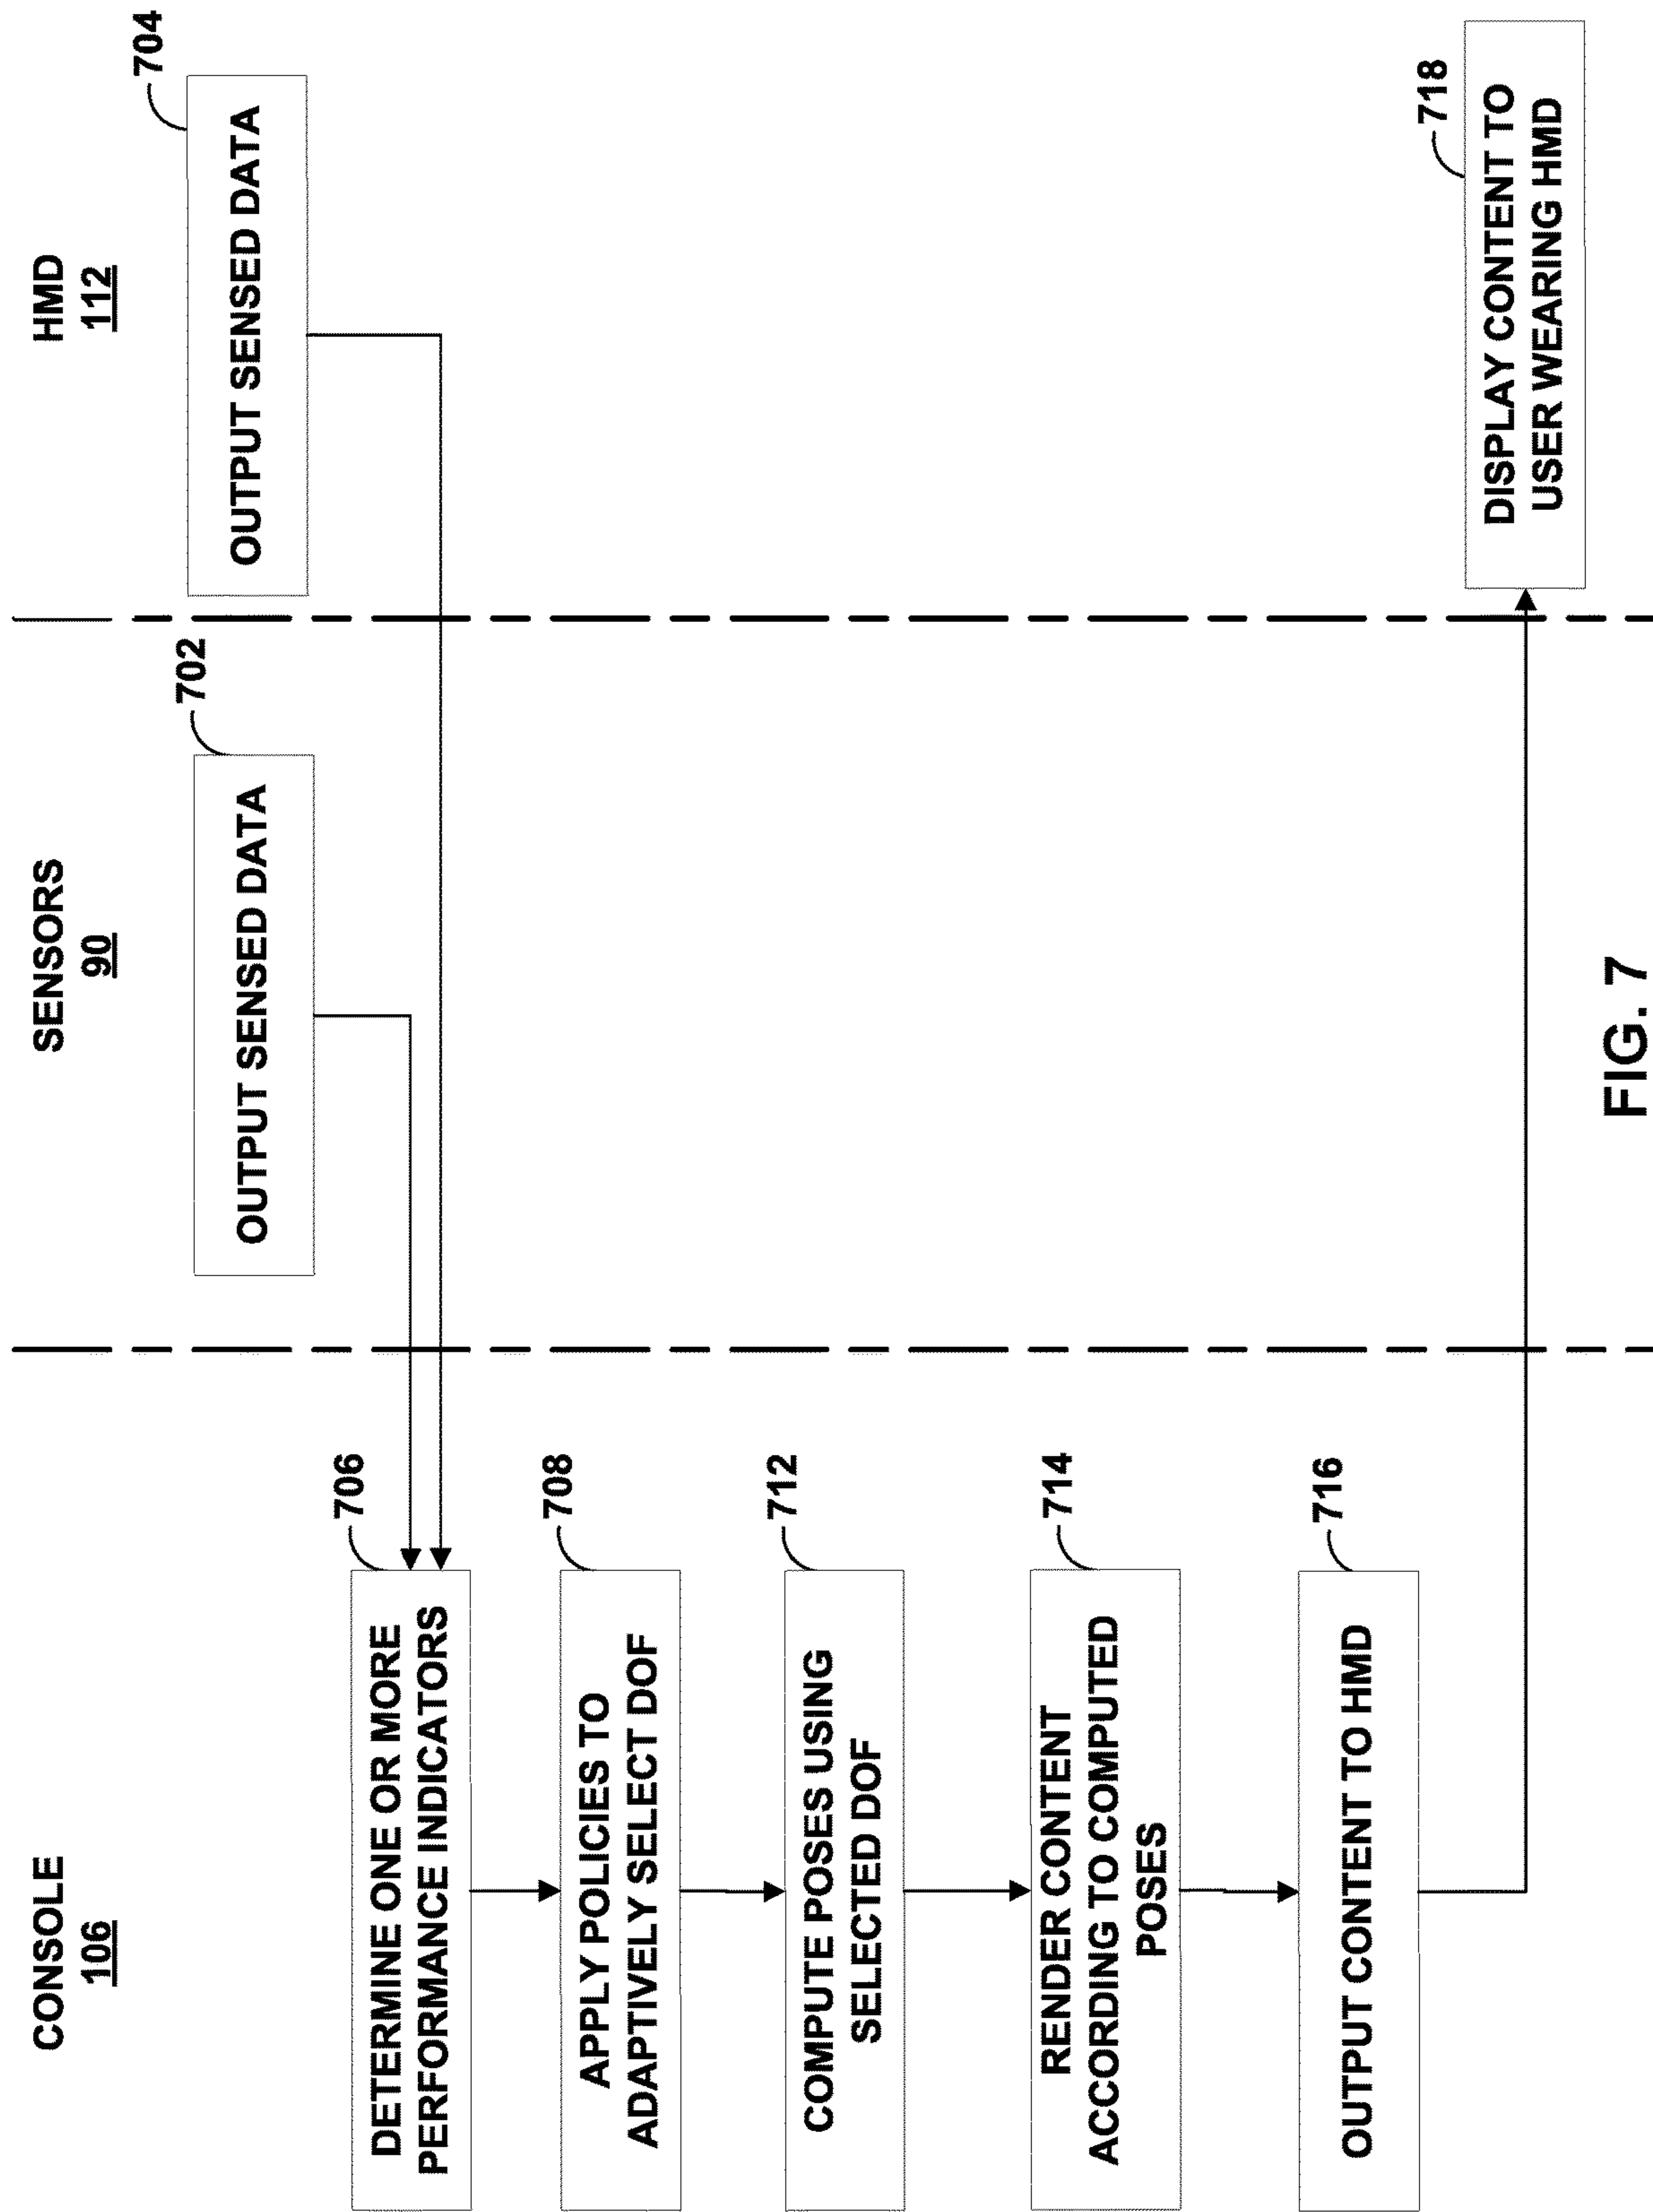 CONSOLE
106
SENSORS
90
HMD
112
702
OUTPUT SENSED DATA
704
OUTPUT SENSED DATA
706
DETERMINE ONE OR MORE
PERFORMANCE INDICATORS
708
APPLY POLICIES TO
ADAPTIVELY SELECT DOF
712
COMPUTE POSES USING
SELECTED DOF
714
RENDER CONTENT
ACCORDING TO COMPUTED
POSES
716
OUTPUT CONTENT TO HMD
718
DISPLAY CONTENT TO
USER WEARING HMD
FIG. 7